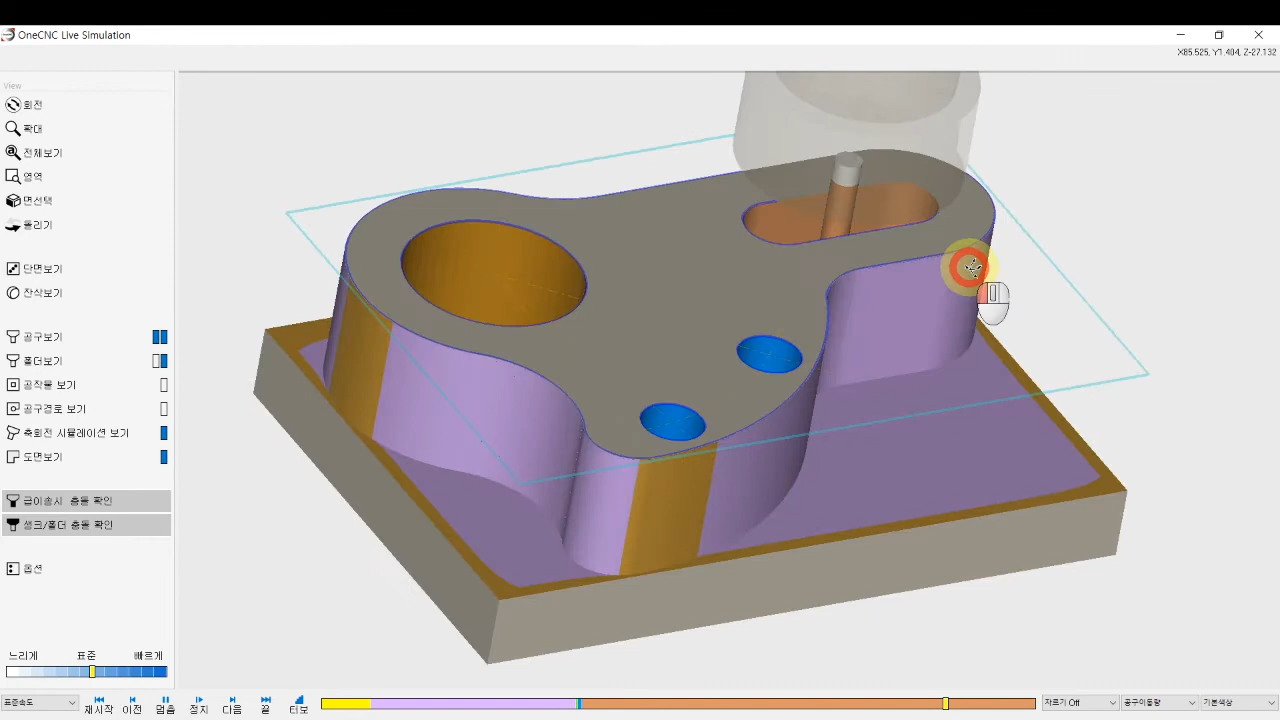 OneCNC Live Simulation
X85.525, Y1.404, Z-27.132
View
회전
확대
전체보기
영역
면선택
돌리기
단면보기
잔삭보기
공구보기
홀더보기
공작물 보기
공구경로 보기
측회전 시뮬레이션 보기
도면보기
급이송시 충돌 확인
생크/홀더 충돌 확인
옵션
느리게 표준 빠르게
표준속도
재시작 이전 멈춤 정지 다음 끝 터보
자르기 Off 공구이동량 기본색상